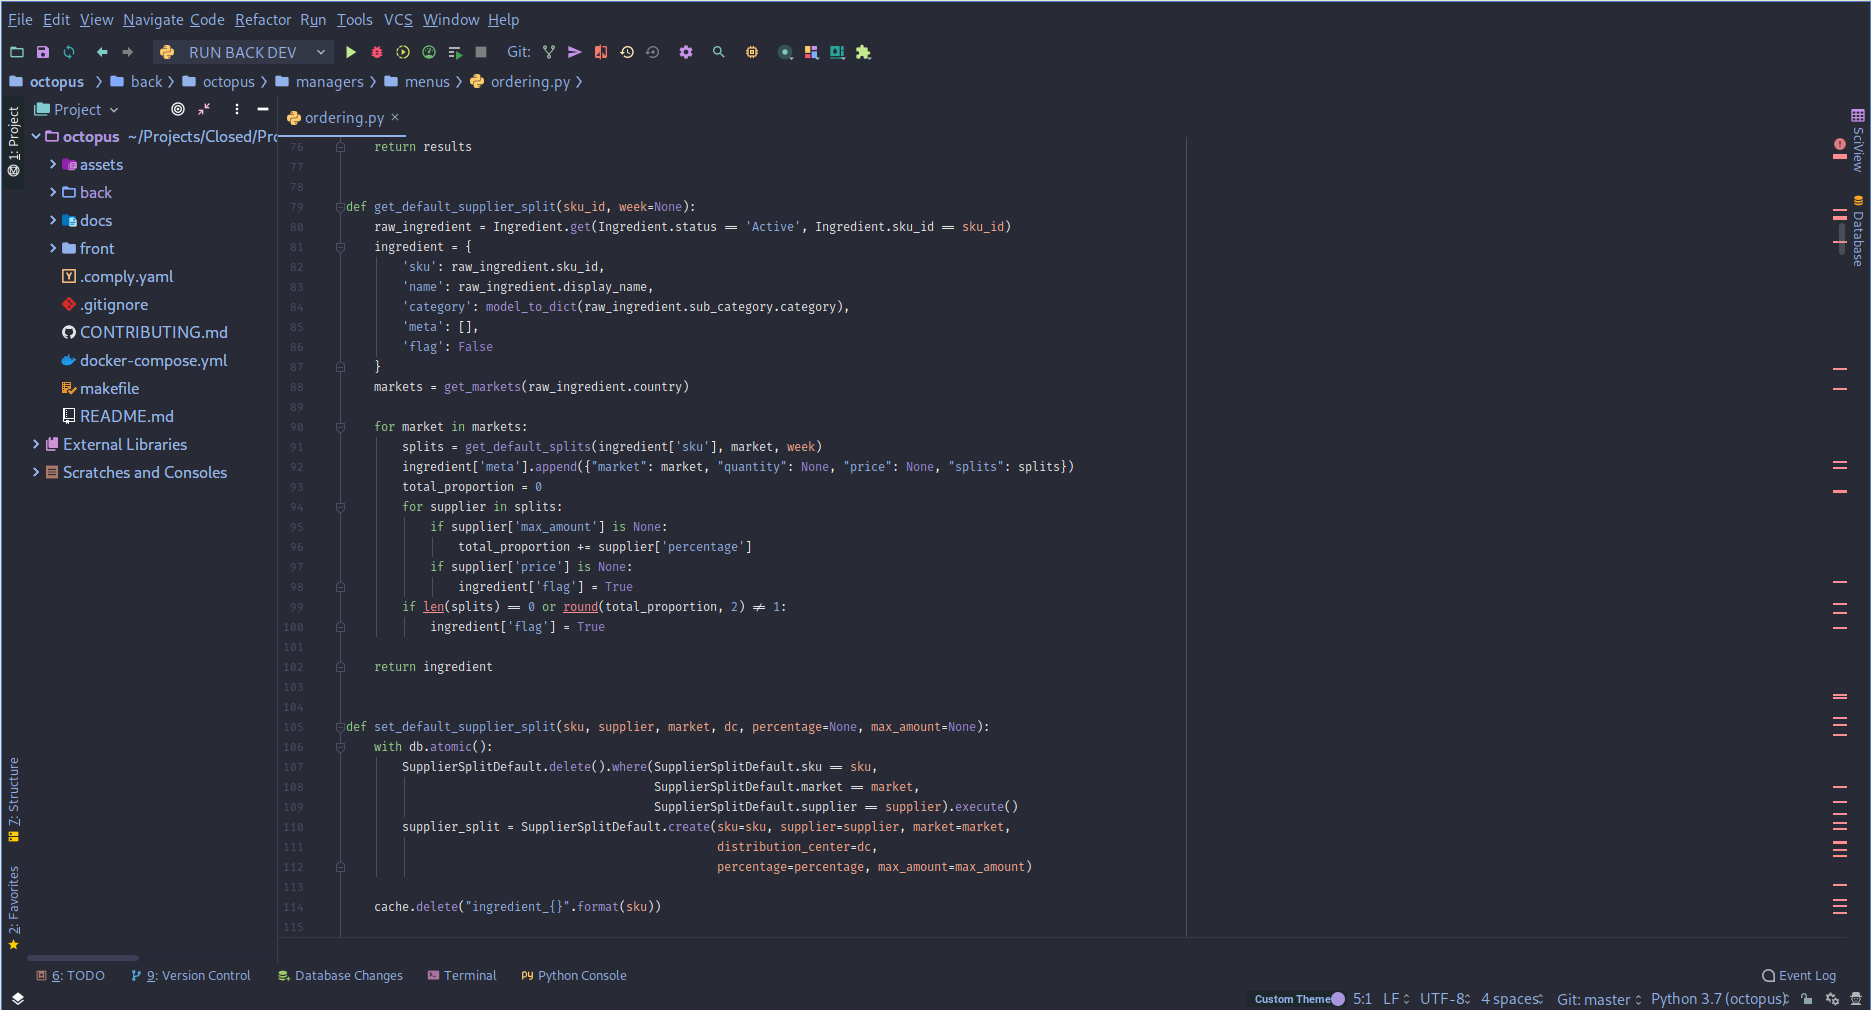 File Edit View Navigate Code Refactor Run Tools VCS Window Help
RUN BACK DEV Git:
octopus back octopus managers menus ordering.py
1: Project
Project
ordering.py
octopus ~/Projects/Closed/Pro
assets
back
docs
front
.comply.yaml
.gitignore
CONTRIBUTING.md
docker-compose.yml
makefile
README.md
External Libraries
Scratches and Consoles
7: Structure
2: Favorites
76 return results
77
78
79 def get_default_supplier_split(sku_id, week=None):
80 raw_ingredient = Ingredient.get(Ingredient.status == 'Active', Ingredient.sku_id == sku_id)
81 ingredient = {
82 'sku': raw_ingredient.sku_id,
83 'name': raw_ingredient.display_name,
84 'category': model_to_dict(raw_ingredient.sub_category.category),
85 'meta': [],
86 'flag': False
87 }
88 markets = get_markets(raw_ingredient.country)
89
90 for market in markets:
91 splits = get_default_splits(ingredient['sku'], market, week)
92 ingredient['meta'].append({"market": market, "quantity": None, "price": None, "splits": splits})
93 total_proportion = 0
94 for supplier in splits:
95 if supplier['max_amount'] is None:
96 total_proportion += supplier['percentage']
97 if supplier['price'] is None:
98 ingredient['flag'] = True
99 if len(splits) == 0 or round(total_proportion, 2) != 1:
100 ingredient['flag'] = True
101
102 return ingredient
103
104
105 def set_default_supplier_split(sku, supplier, market, dc, percentage=None, max_amount=None):
106 with db.atomic():
107 SupplierSplitDefault.delete().where(SupplierSplitDefault.sku == sku,
108 SupplierSplitDefault.market == market,
109 SupplierSplitDefault.supplier == supplier).execute()
110 supplier_split = SupplierSplitDefault.create(sku=sku, supplier=supplier, market=market,
111 distribution_center=dc,
112 percentage=percentage, max_amount=max_amount)
113
114 cache.delete("ingredient_{}".format(sku))
115
SciView
Database
6: TODO 9: Version Control Database Changes Terminal Python Console Event Log
Custom Theme 5:1 LF UTF-8 4 spaces Git: master Python 3.7 (octopus)